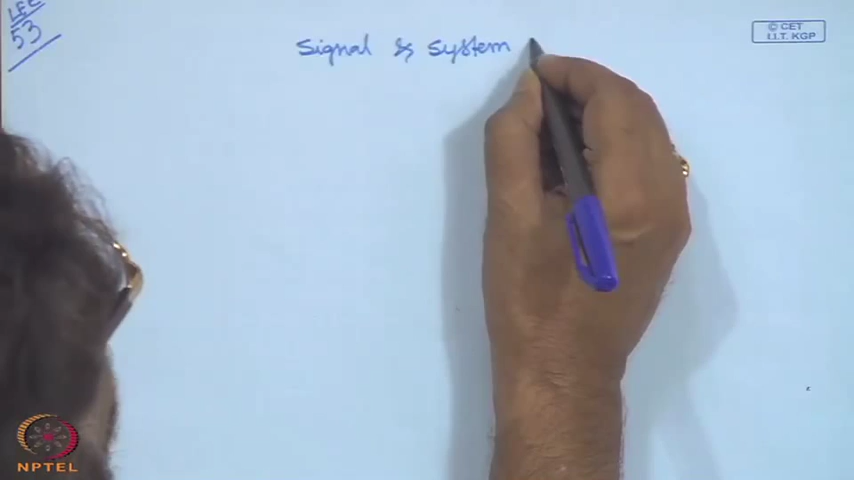 LEC
53
Signal & System
© CET
I.I.T. KGP
NPTEL